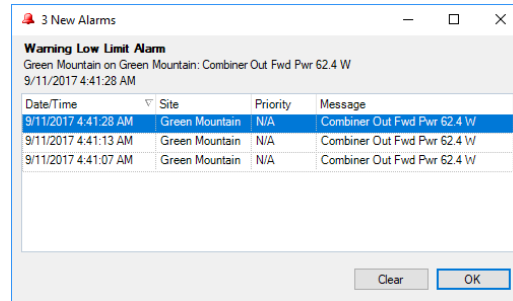 3 New Alarms
Warning Low Limit Alarm
Green Mountain on Green Mountain: Combiner Out Fwd Pwr 62.4 W
9/11/2017 4:41:28 AM
Date/Time Site Priority Message
9/11/2017 4:41:28 AM Green Mountain N/A Combiner Out Fwd Pwr 62.4 W
9/11/2017 4:41:13 AM Green Mountain N/A Combiner Out Fwd Pwr 62.4 W
9/11/2017 4:41:07 AM Green Mountain N/A Combiner Out Fwd Pwr 62.4 W
Clear OK